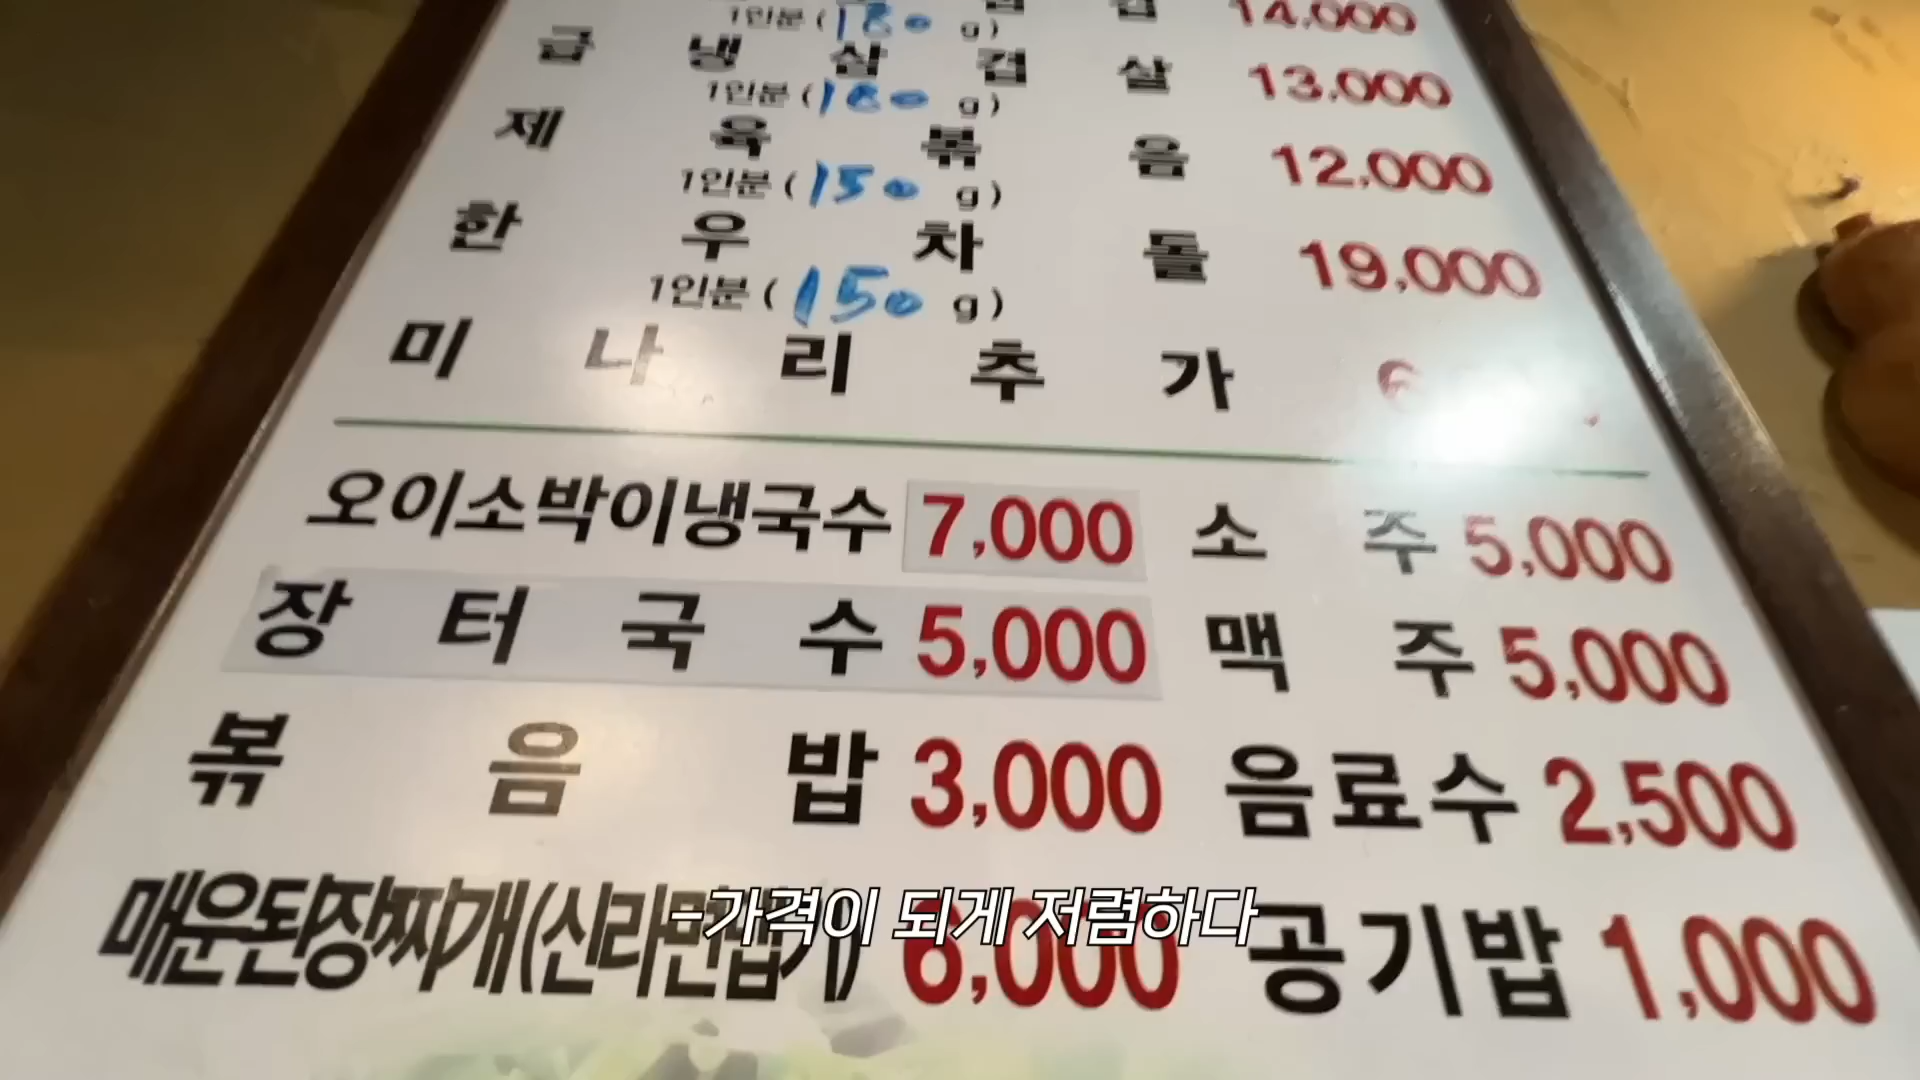 1인분 ( 180 g ) 14,000
급 냉 삼 겹 살 13,000
1인분 ( 180 g )
제 육 볶 음 12,000
1인분 ( 150 g )
한 우 차 돌 19,000
1인분 ( 150 g )
미 나 리 추 가
오이소박이냉국수 7,000 소 주 5,000
장 터 국 수 5,000 맥 주 5,000
볶 음 밥 3,000 음료수 2,500
매운된장찌개(신라면맵기) 6,000 공기밥 1,000
-가격이 되게 저렴하다